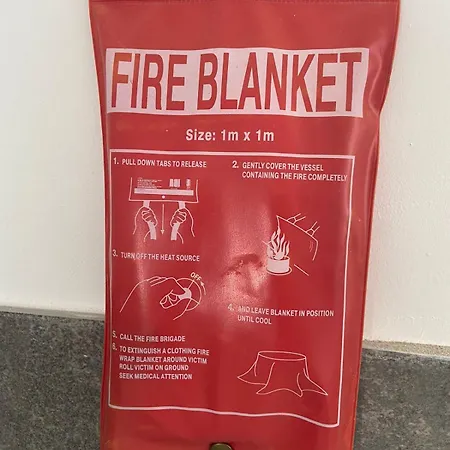 FIRE BLANKET
Size: 1m x 1m
1. PULL DOWN TABS TO RELEASE
2. GENTLY COVER THE VESSEL
CONTAINING THE FIRE COMPLETELY
3. TURN OFF THE HEAT SOURCE
OFF
4. AND LEAVE BLANKET IN POSITION
UNTIL COOL
5. CALL THE FIRE BRIGADE
6. TO EXTINGUISH A CLOTHING FIRE
WRAP BLANKET AROUND VICTIM
ROLL VICTIM ON GROUND
SEEK MEDICAL ATTENTION